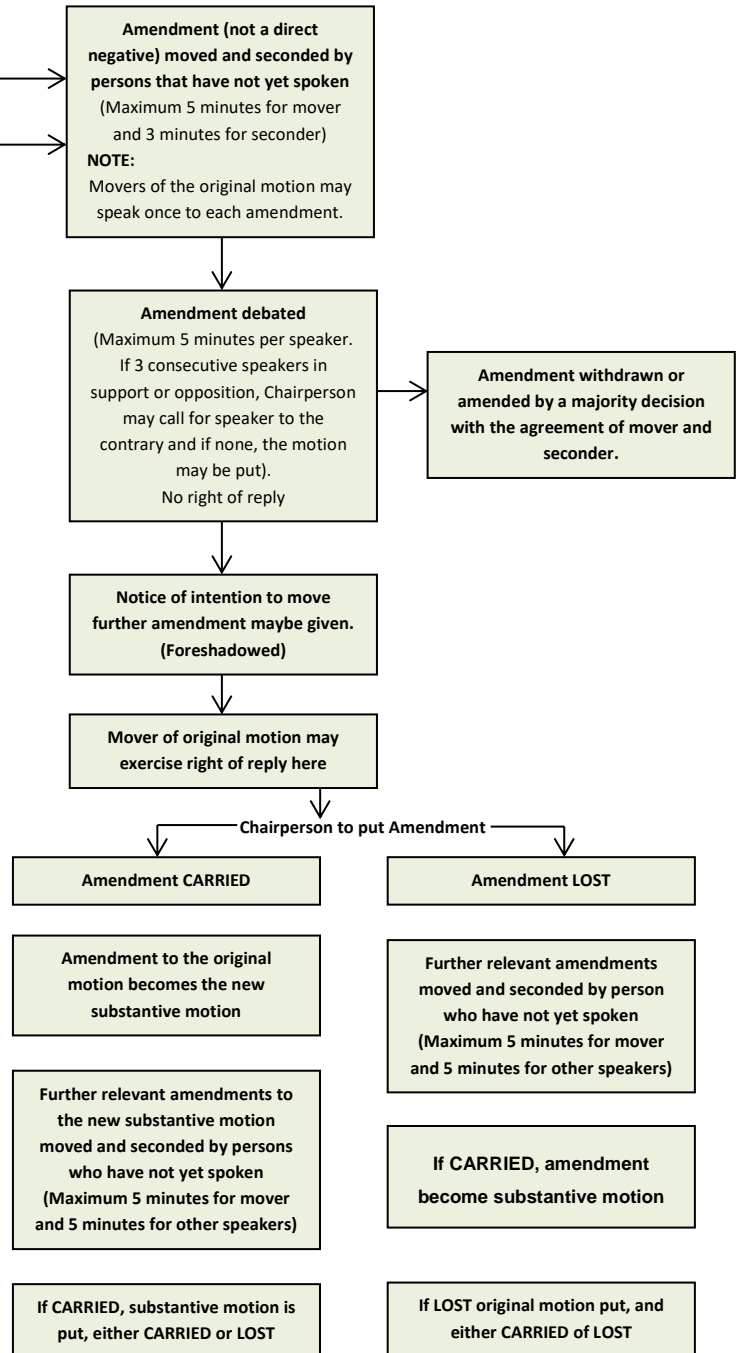 Amendment (not a direct
negative) moved and seconded by
persons that have not yet spoken
(Maximum 5 minutes for mover
and 3 minutes for seconder)
NOTE:
Movers of the original motion may
speak once to each amendment.
Amendment debated
(Maximum 5 minutes per speaker.
If 3 consecutive speakers in
support or opposition, Chairperson
may call for speaker to the
contrary and if none, the motion
may be put).
No right of reply
Amendment withdrawn or
amended by a majority decision
with the agreement of mover and
seconder.
Notice of intention to move
further amendment maybe given.
(Foreshadowed)
Mover of original motion may
exercise right of reply here
Chairperson to put Amendment
Amendment CARRIED
Amendment to the original
motion becomes the new
substantive motion
Further relevant amendments to
the new substantive motion
moved and seconded by persons
who have not yet spoken
(Maximum 5 minutes for mover
and 5 minutes for other speakers)
If CARRIED, substantive motion is
put, either CARRIED or LOST
Amendment LOST
Further relevant amendments
moved and seconded by person
who have not yet spoken
(Maximum 5 minutes for mover
and 5 minutes for other speakers)
If CARRIED, amendment
become substantive motion
If LOST original motion put, and
either CARRIED of LOST